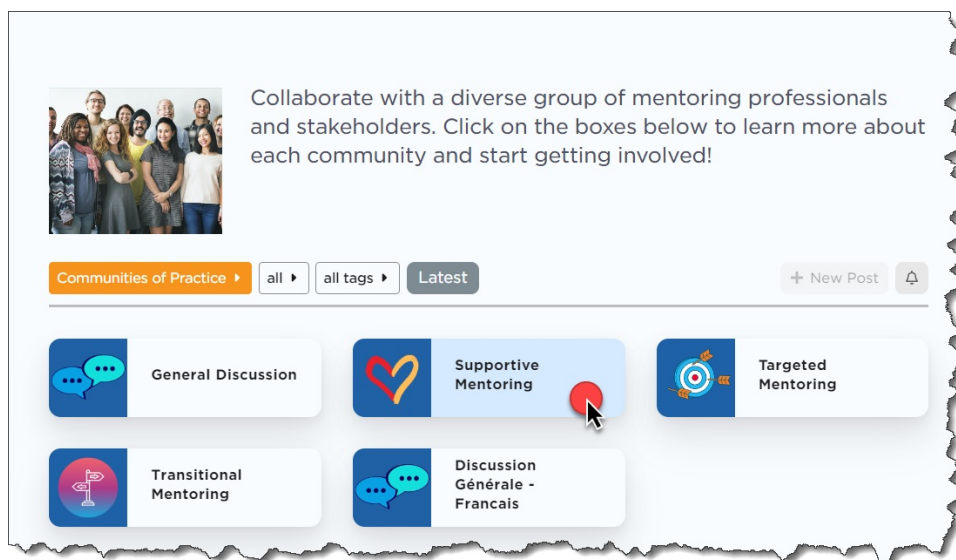 Collaborate with a diverse group of mentoring professionals
and stakeholders. Click on the boxes below to learn more about
each community and start getting involved!
Communities of Practice
all
all tags
Latest
+ New Post
General Discussion
Supportive
Mentoring
Targeted
Mentoring
Transitional
Mentoring
Discussion
Générale -
Francais